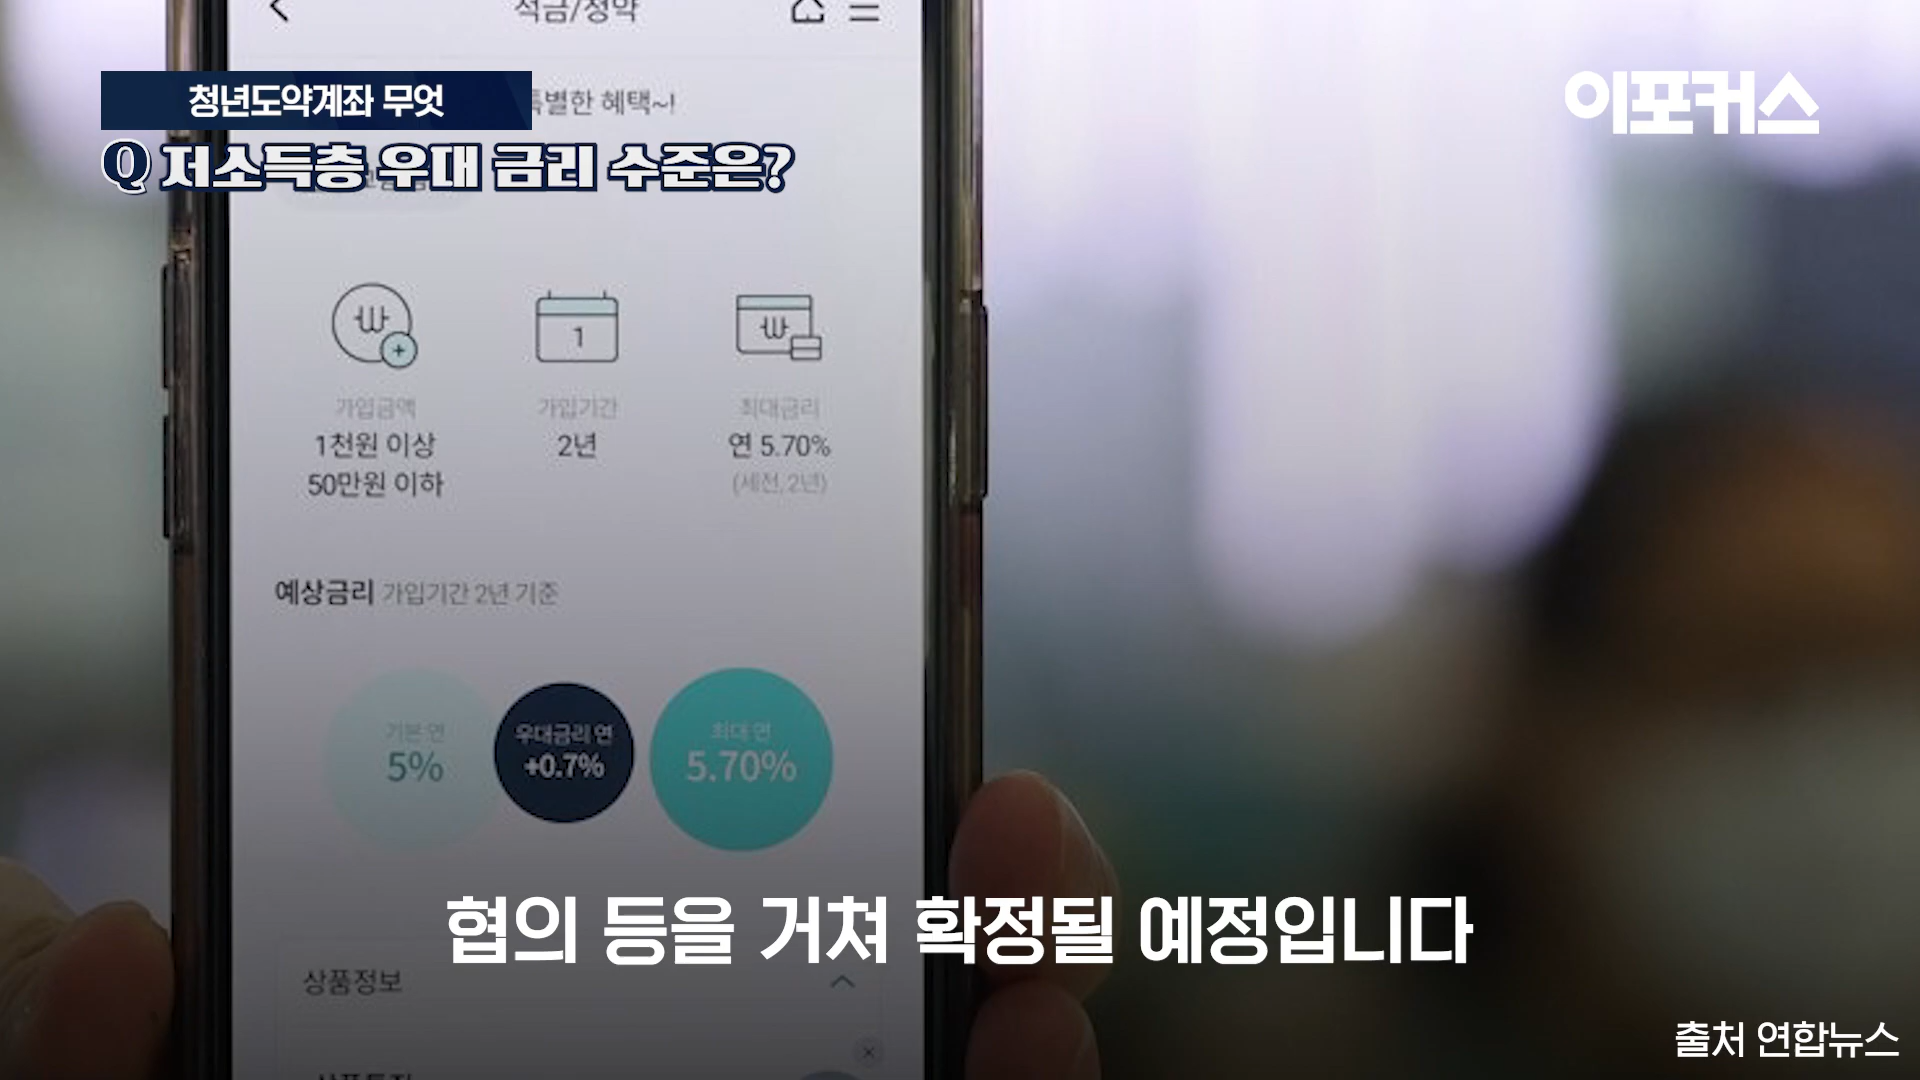 적금/청약
청년도약계좌 무엇
특별한 혜택~!
이포커스
Q 저소득층 우대 금리 수준은?
1
가입금액
가입기간
최대금리
1천원 이상
50만원 이하
2년
연 5.70%
(세전, 2년)
예상금리 가입기간 2년 기준
기본 연
5%
우대금리 연
+0.7%
최대 연
5.70%
협의 등을 거쳐 확정될 예정입니다
상품정보
출처 연합뉴스